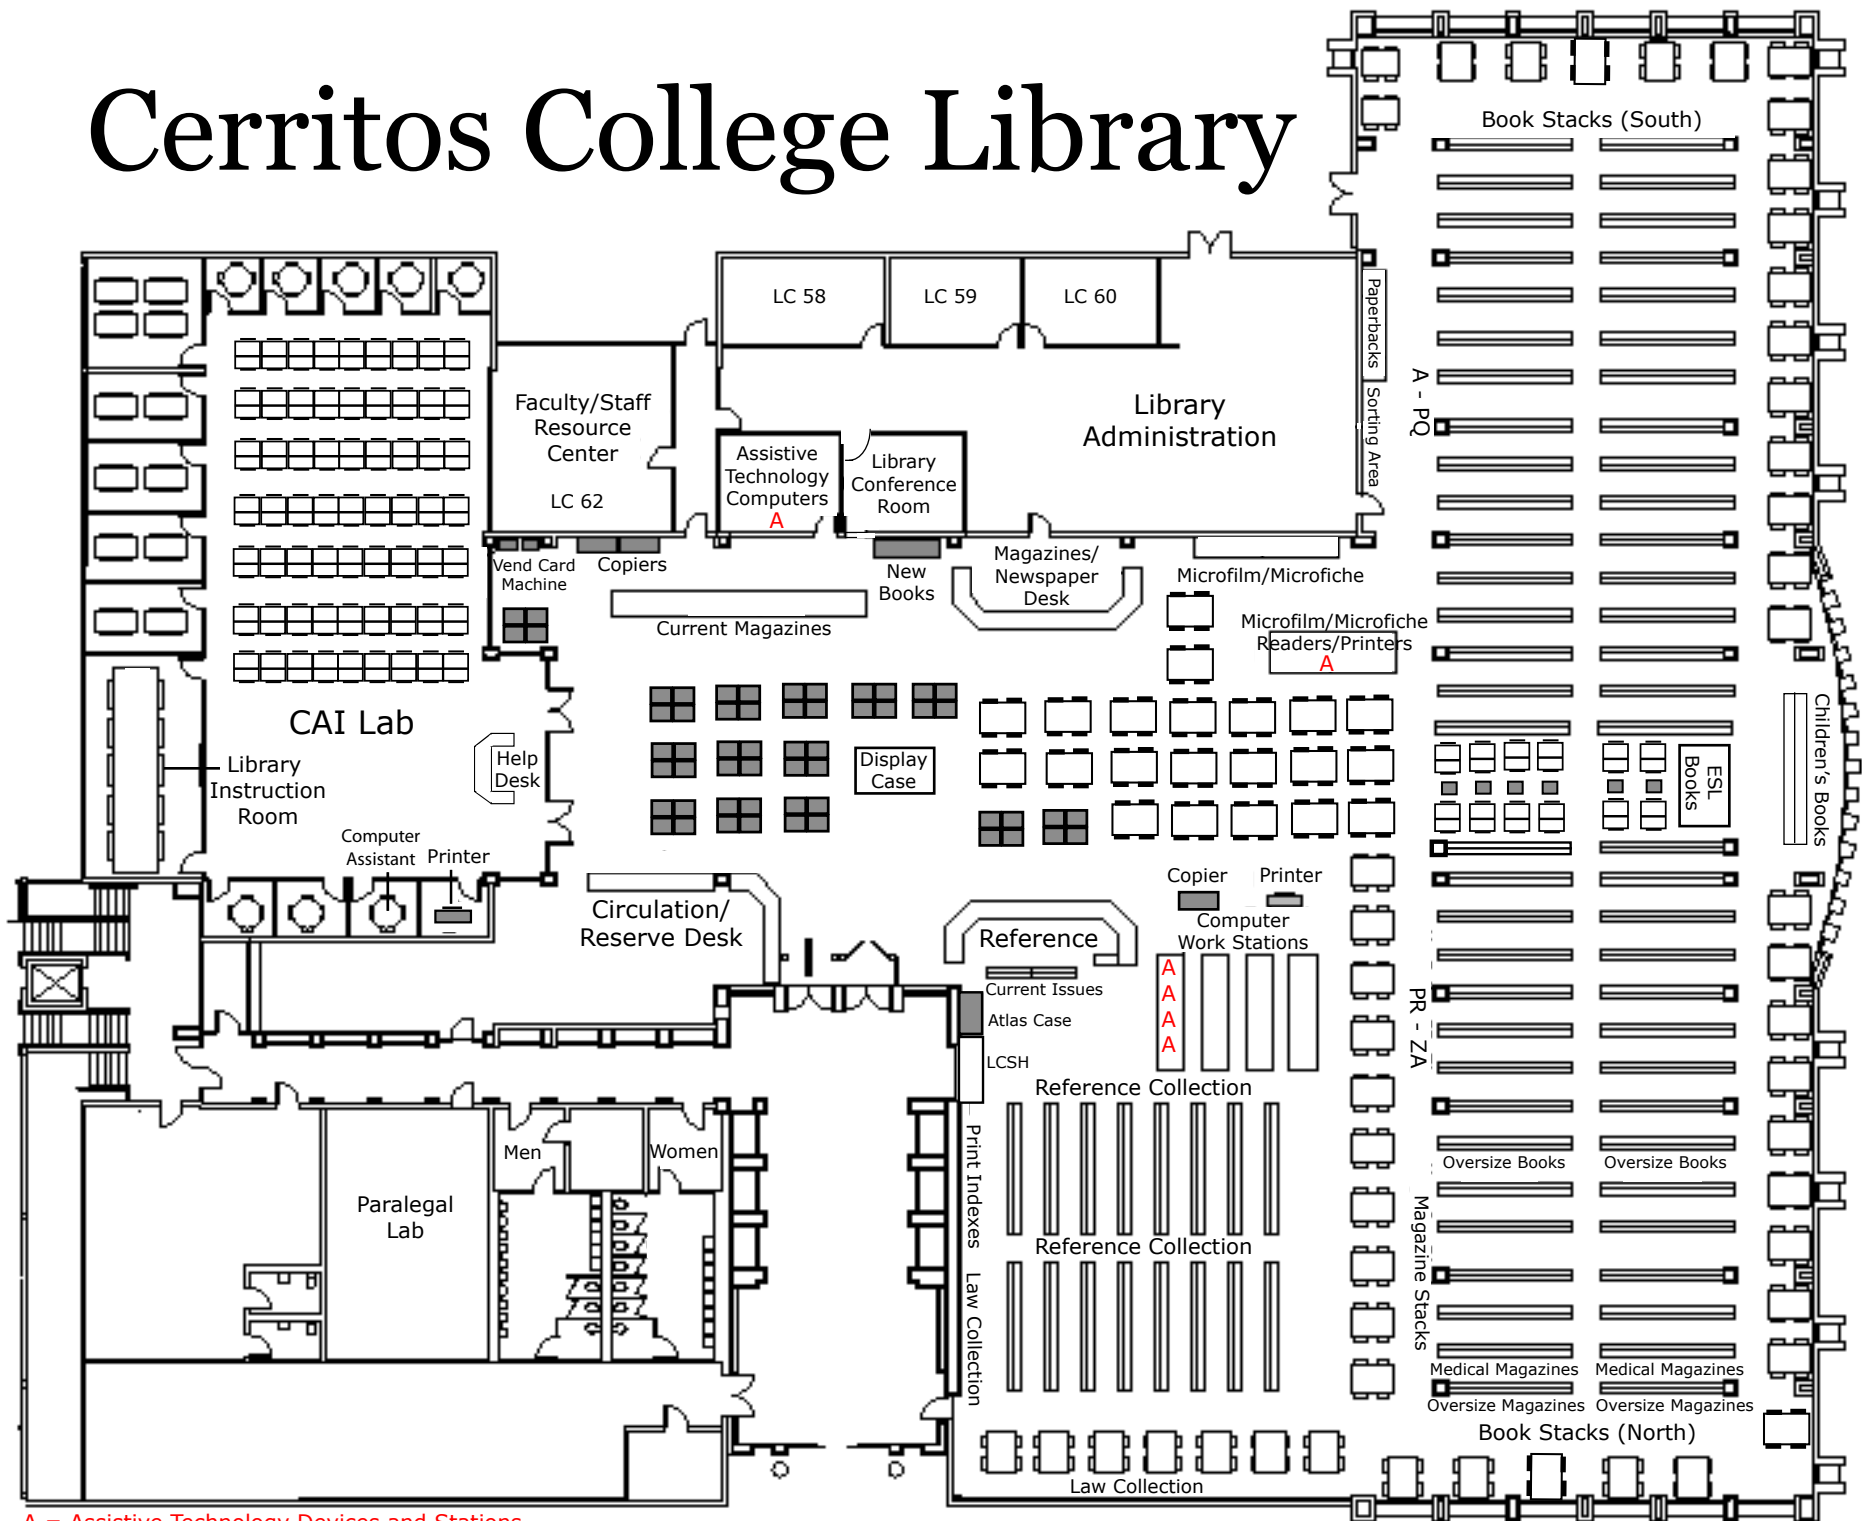 Cerritos College Library
Book Stacks (South)
LC 58
LC 59
LC 60
Paperbacks
Sorting Area
A - PQ
Faculty/Staff
Resource
Center
LC 62
Library
Administration
Assistive
Technology
Computers
A
Library
Conference
Room
Vend Card
Machine
Copiers
New
Books
Magazines/
Newspaper
Desk
Microfilm/Microfiche
Current Magazines
Microfilm/Microfiche
Readers/Printers
A
CAI Lab
Help
Desk
Library
Instruction
Room
Display
Case
ESL
Books
Children's Books
Computer
Assistant
Printer
Circulation/
Reserve Desk
Copier
Printer
Computer
Work Stations
Reference
A
A
A
A
Current Issues
Atlas Case
LCSH
PR - ZA
Reference Collection
Print Indexes
Men
Women
Paralegal
Lab
Oversize Books
Oversize Books
Reference Collection
Magazine Stacks
Law Collection
Medical Magazines
Medical Magazines
Oversize Magazines
Oversize Magazines
Book Stacks (North)
Law Collection
A = Assistive Technology Devices and Stations